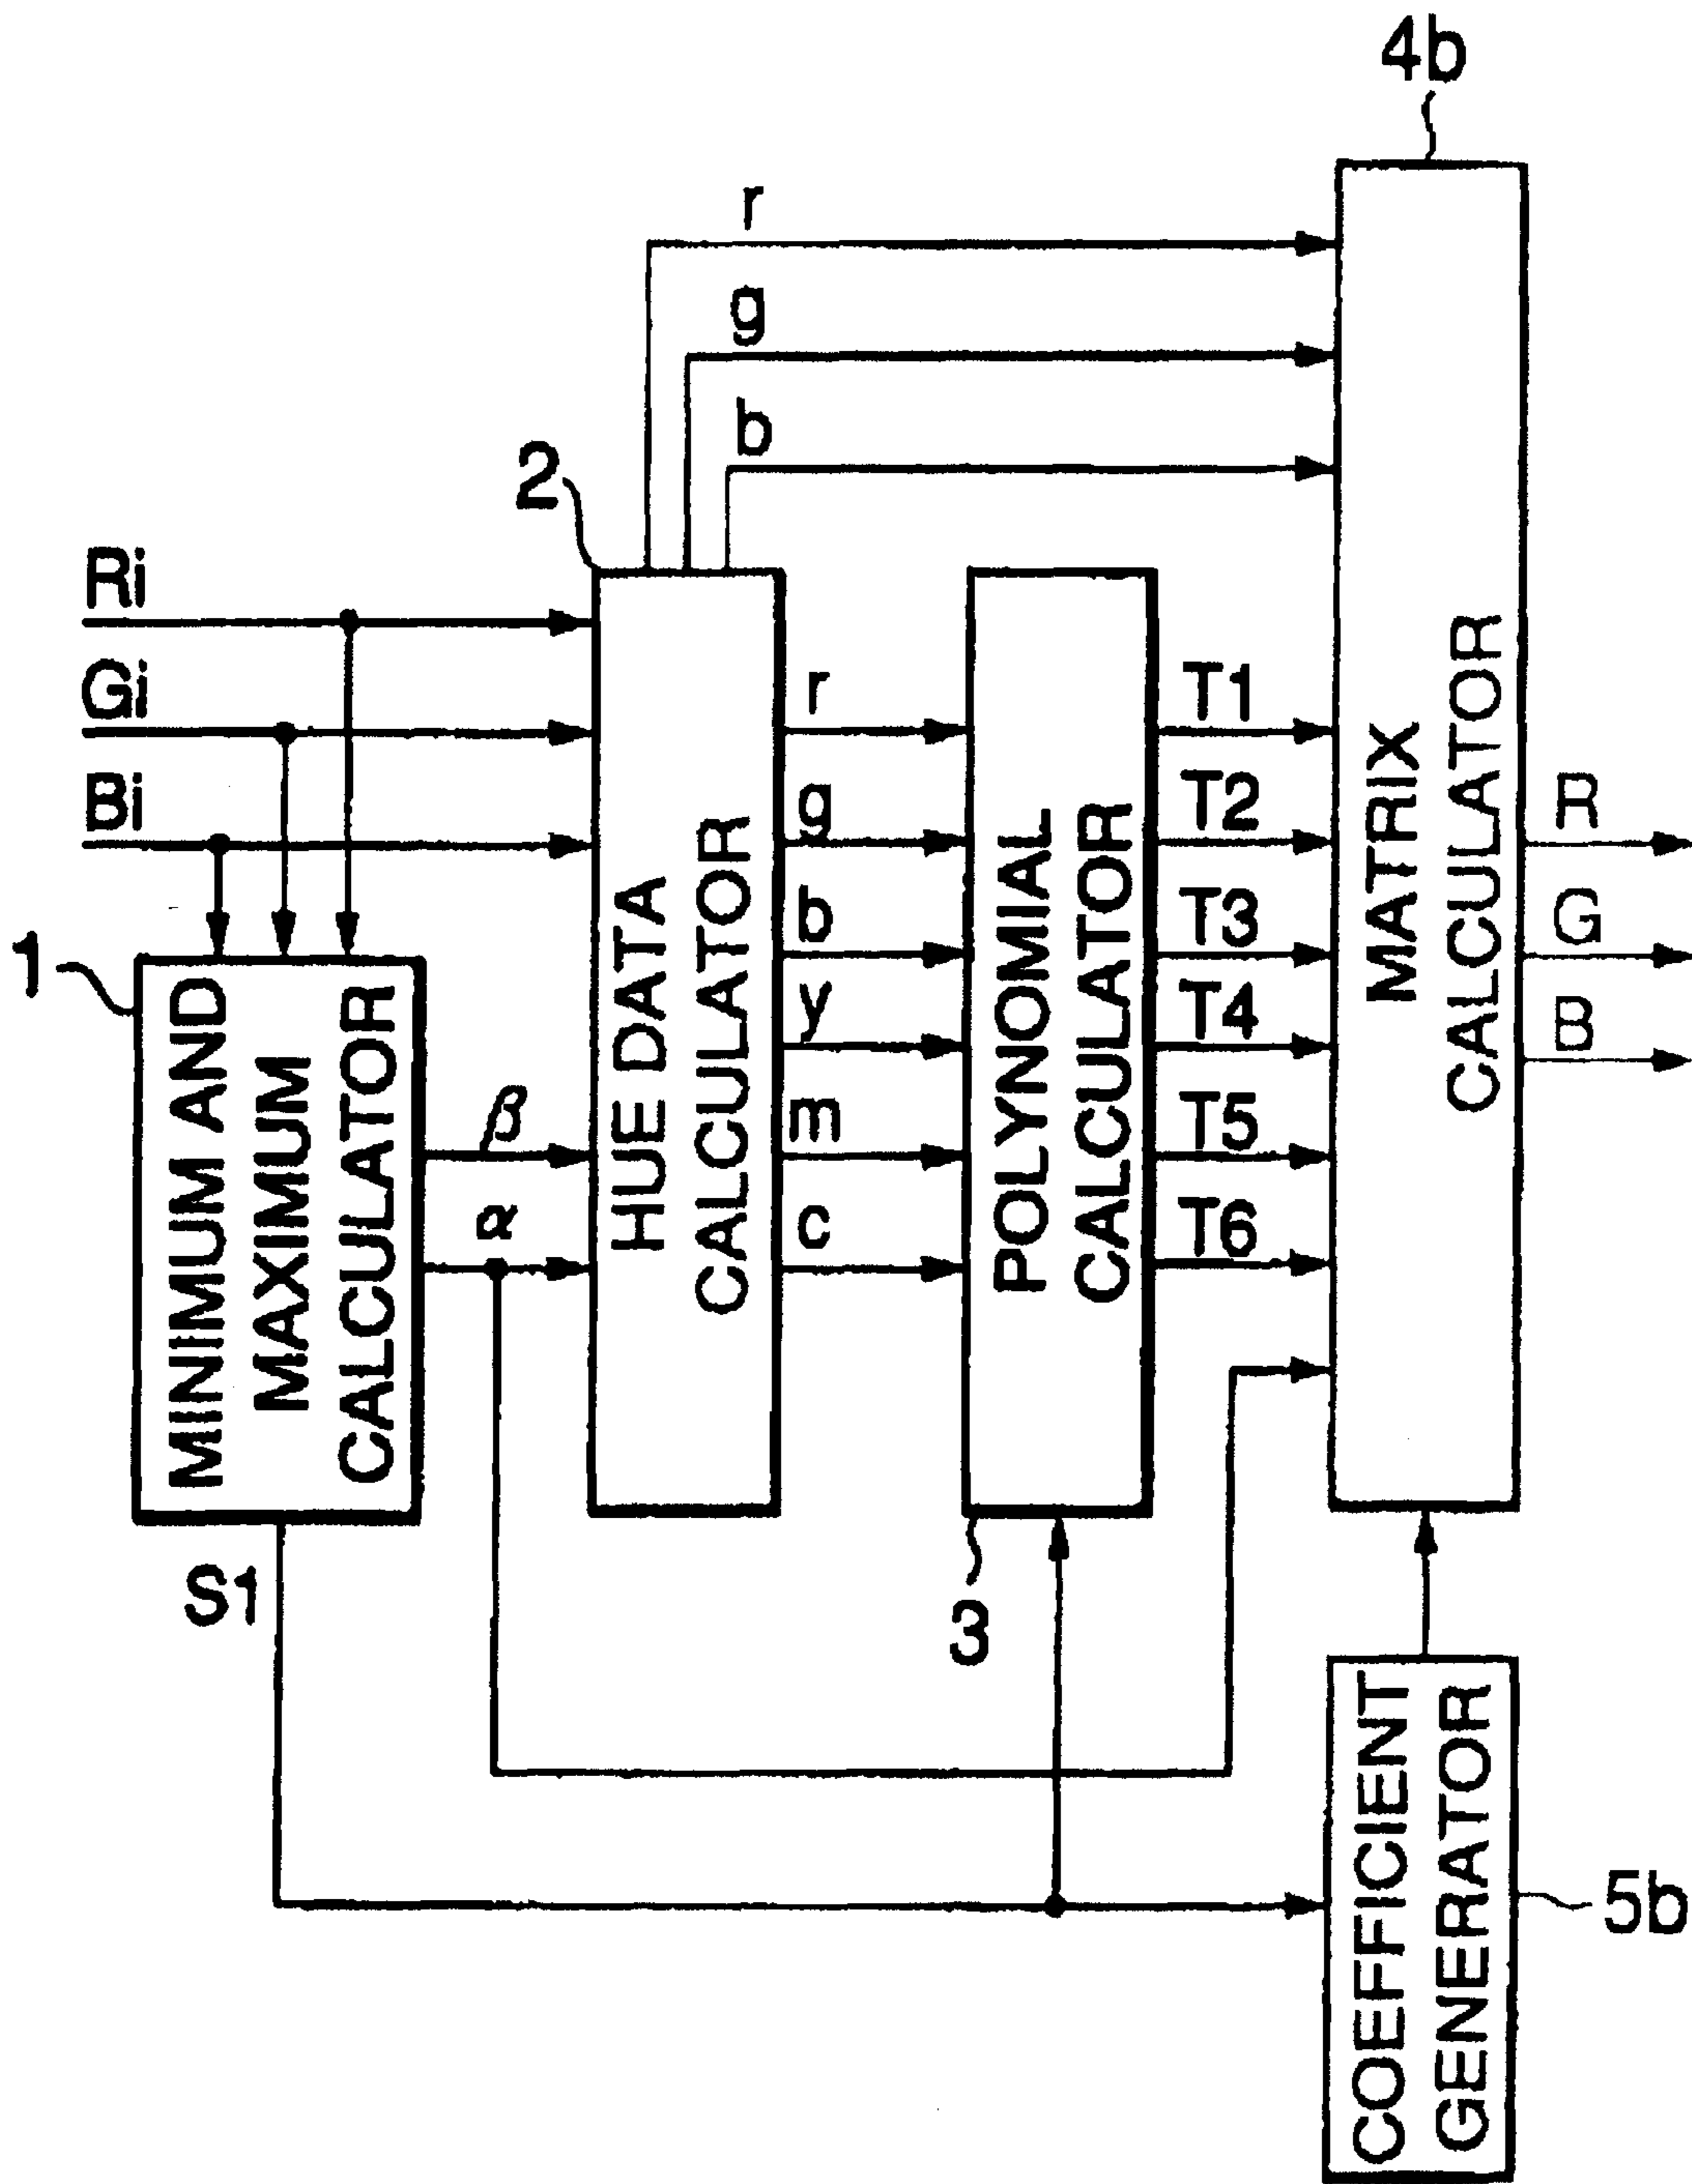 4b
r
g
b
2
Ri
Gi
Bi
r
g
b
y
m
c
T1
T2
T3
T4
T5
T6
MATRIX
CALCULATOR
R
G
B
1
MINIMUM AND
MAXIMUM
CALCULATOR
β
α
HUE DATA
CALCULATOR
POLYNOMIAL
CALCULATOR
S1
3
COEFFICIENT
GENERATOR
5b